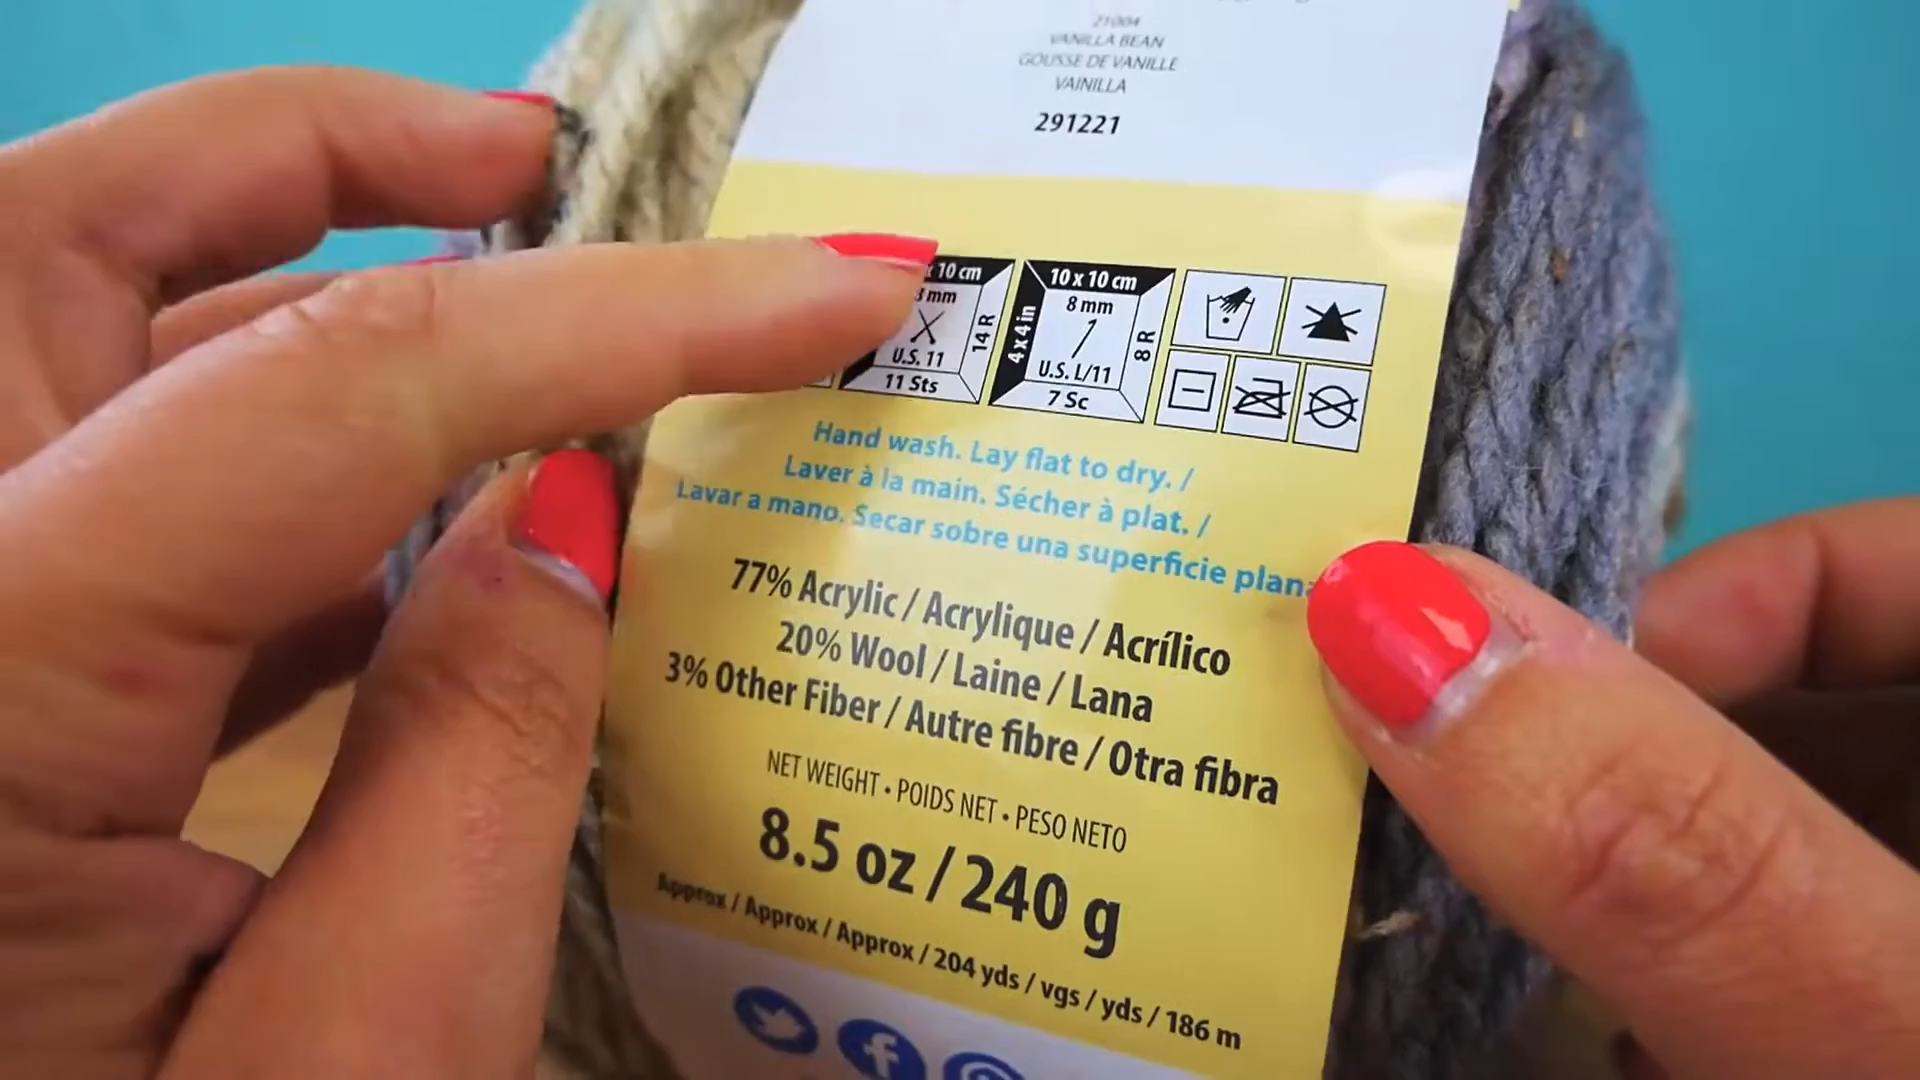 21004
VANILLA BEAN
GOUSSE DE VANILLE
VAINILLA
291221
x 10 cm
mm
U.S. 11
14 R
11 Sts
10 x 10 cm
4 x 4 in
8 mm
U.S. L/11
8 R
7 Sc
Hand wash. Lay flat to dry. /
Laver à la main. Sécher à plat. /
Lavar a mano. Secar sobre una superficie plana
77% Acrylic / Acrylique / Acrílico
20% Wool / Laine / Lana
3% Other Fiber / Autre fibre / Otra fibra
NET WEIGHT • POIDS NET • PESO NETO
8.5 oz / 240 g
Approx / Approx / Approx / 204 yds / vgs / yds / 186 m